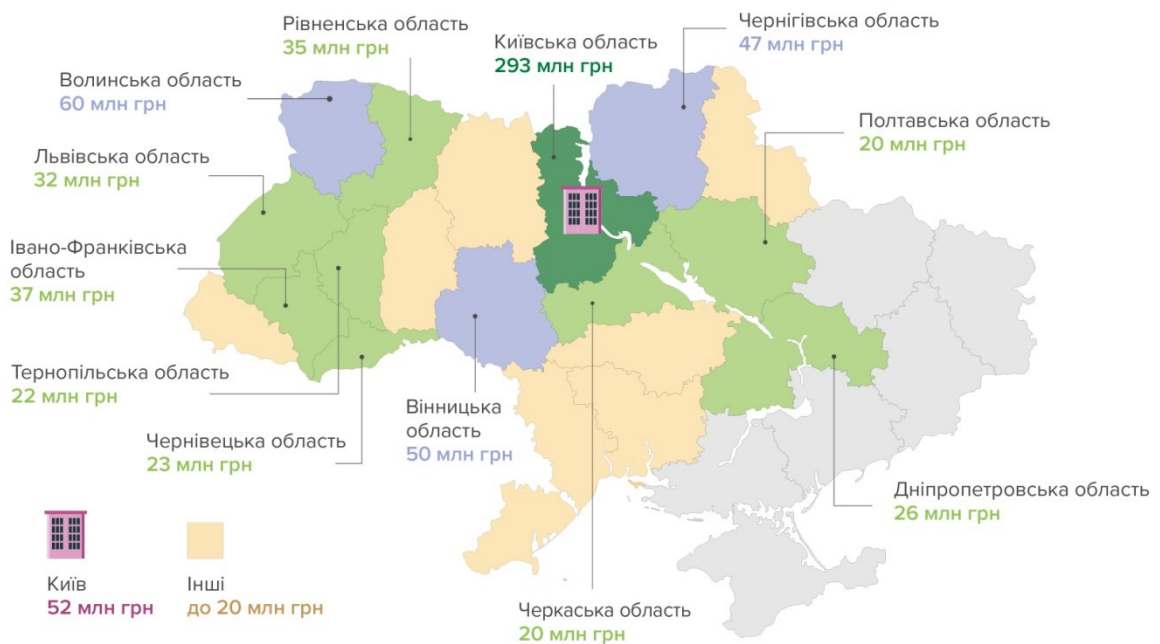 Рівненська область
35 млн грн
Київська область
293 млн грн
Чернігівська область
47 млн грн
Волинська область
60 млн грн
Полтавська область
20 млн грн
Львівська область
32 млн грн
Івано-Франківська
область
37 млн грн
Тернопільська область
22 млн грн
Чернівецька область
23 млн грн
Вінницька
область
50 млн грн
Дніпропетровська область
26 млн грн
Черкаська область
20 млн грн
Київ
52 млн грн
Інші
до 20 млн грн